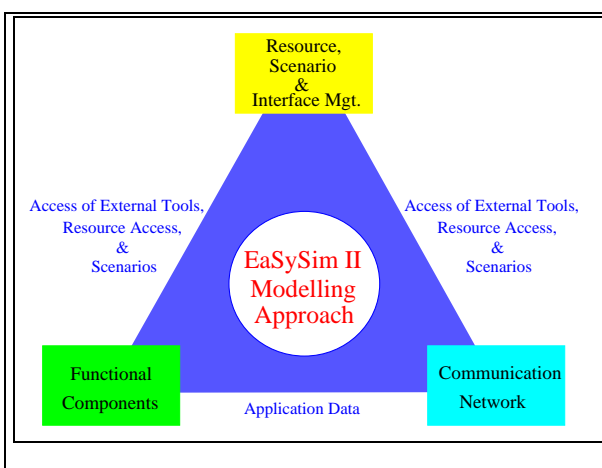 Resource,
Scenario
&
Interface Mgt.
Access of External Tools,
Resource Access,
&
Scenarios
Access of External Tools,
Resource Access,
&
Scenarios
EaSySim II
Modelling
Approach
Functional
Components
Communication
Network
Application Data